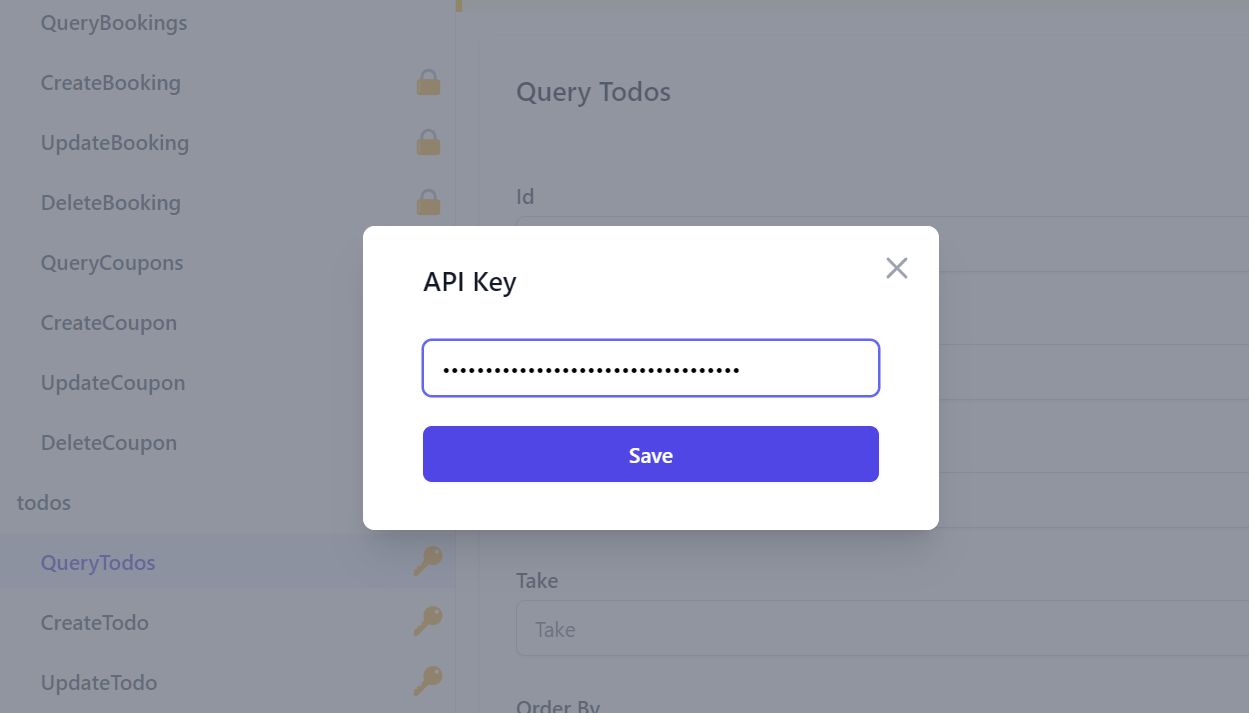 QueryBookings
CreateBooking
UpdateBooking
DeleteBooking
QueryCoupons
CreateCoupon
UpdateCoupon
DeleteCoupon
todos
QueryTodos
CreateTodo
UpdateTodo
Query Todos
Id
API Key
••••••••••••••••••••••••••••••••••
Save
Take
Take
Order By